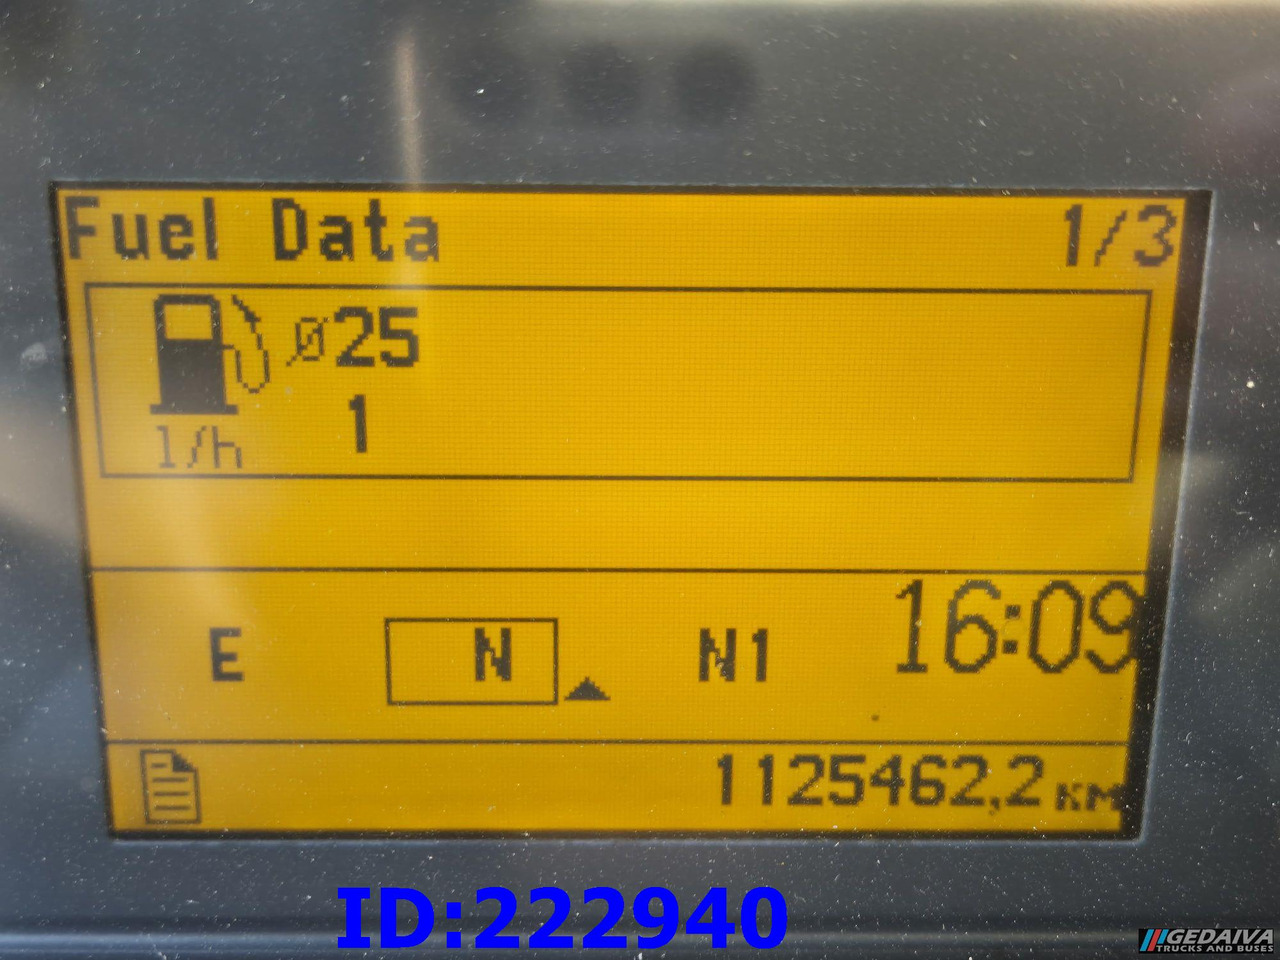 Fuel Data 1/3
ø25
1
l/h
E N N1 16:09
1125462,2 KM
ID:222940
GEDAIVA
TRUCKS AND BUSES